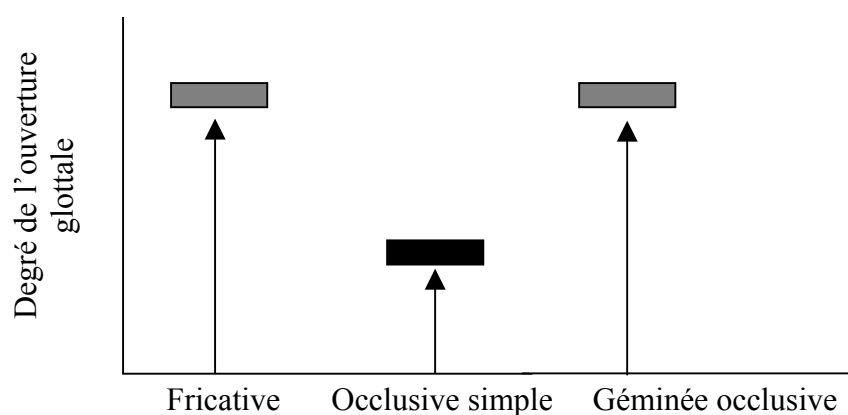 Degré de l’ouverture
glottale
Fricative Occlusive simple Géminée occlusive